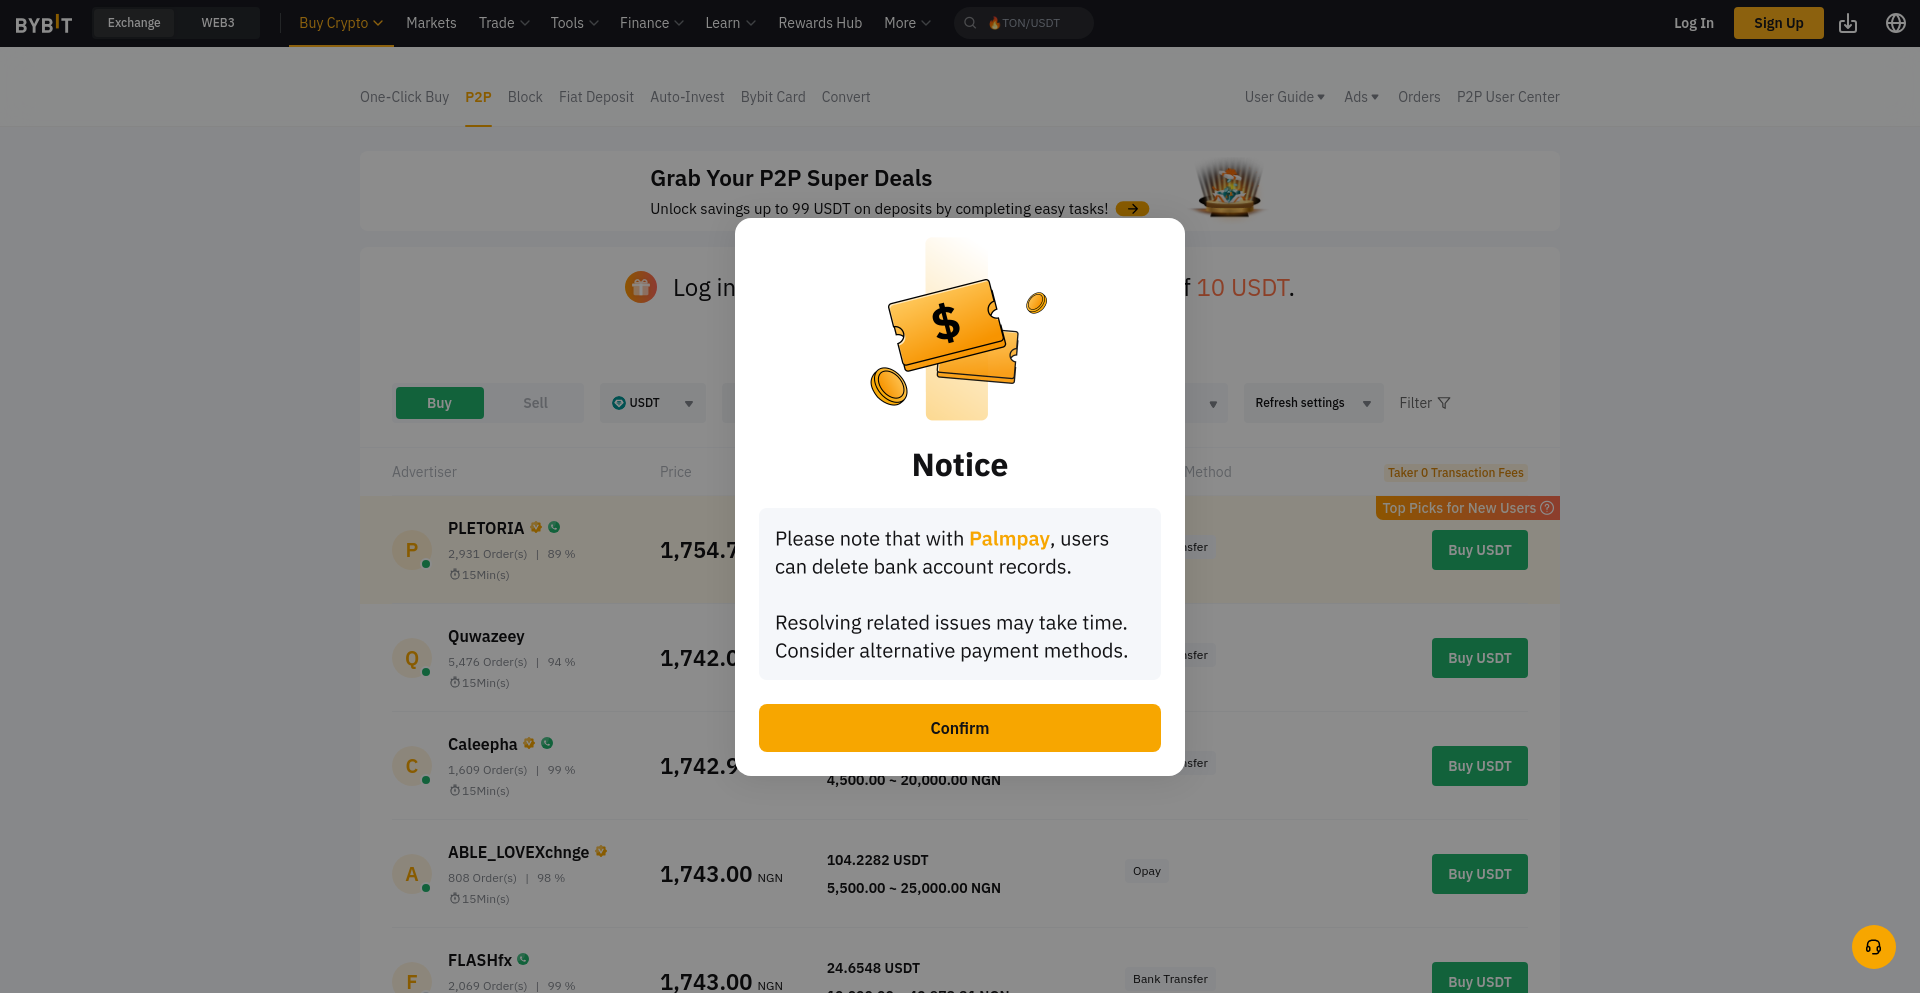 BYBIT
Exchange
WEB3
Buy Crypto
Markets
Trade
Tools
Finance
Learn
Rewards Hub
More
🔥TON/USDT
Log In
Sign Up
One-Click Buy
P2P
Block
Fiat Deposit
Auto-Invest
Bybit Card
Convert
User Guide
Ads
Orders
P2P User Center
Grab Your P2P Super Deals
Unlock savings up to 99 USDT on deposits by completing easy tasks!
Log in
10 USDT.
Buy
Sell
USDT
Refresh settings
Filter
Advertiser
Price
Method
Taker 0 Transaction Fees
Top Picks for New Users
P
PLETORIA
2,931 Order(s) | 89 %
15Min(s)
1,754.7
Buy USDT
Q
Quwazeey
5,476 Order(s) | 94 %
15Min(s)
1,742.0
Buy USDT
C
Caleepha
1,609 Order(s) | 99 %
15Min(s)
1,742.9
4,500.00 ~ 20,000.00 NGN
Buy USDT
A
ABLE_LOVEXchnge
808 Order(s) | 98 %
15Min(s)
1,743.00 NGN
104.2282 USDT
5,500.00 ~ 25,000.00 NGN
Opay
Buy USDT
F
FLASHfx
2,069 Order(s) | 99 %
1,743.00 NGN
24.6548 USDT
Bank Transfer
Buy USDT
$
Notice
Please note that with Palmpay, users
can delete bank account records.
Resolving related issues may take time.
Consider alternative payment methods.
Confirm